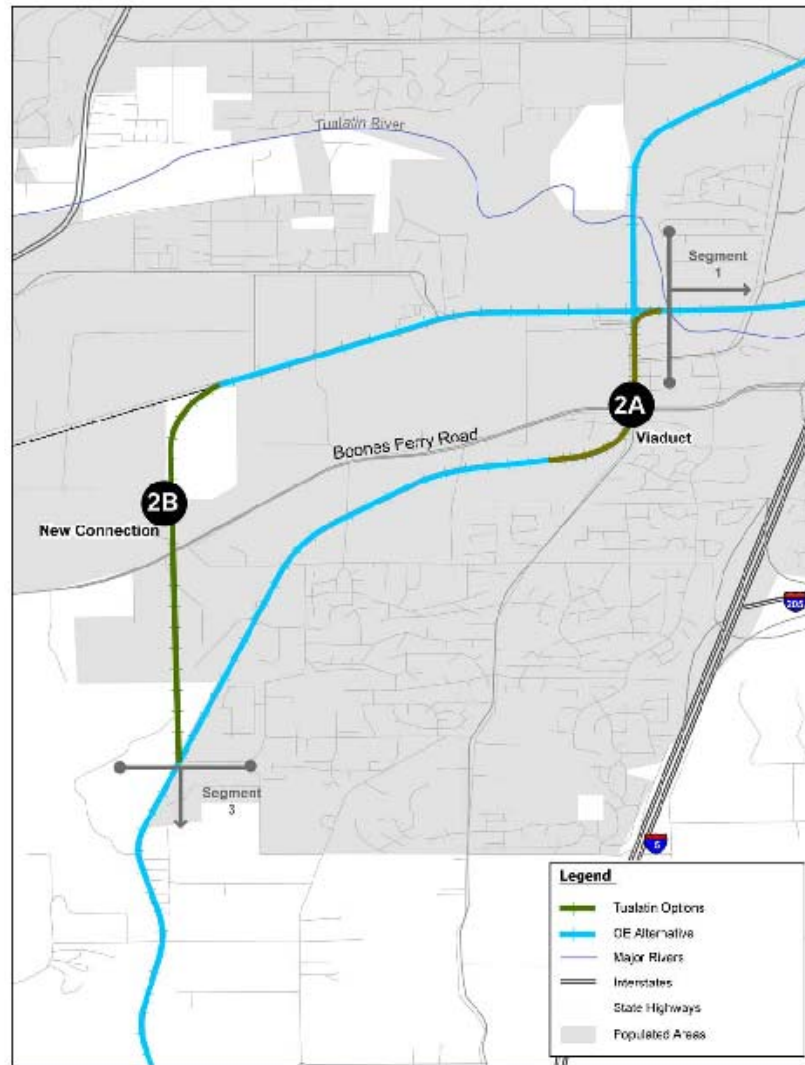 Tualatin River
Segment
1
2A
Viaduct
Boones Ferry Road
2B
New Connection
205
Segment
3
5
Legend
Tualatin Options
OE Alternative
Major Rivers
Interstates
State Highways
Populated Areas